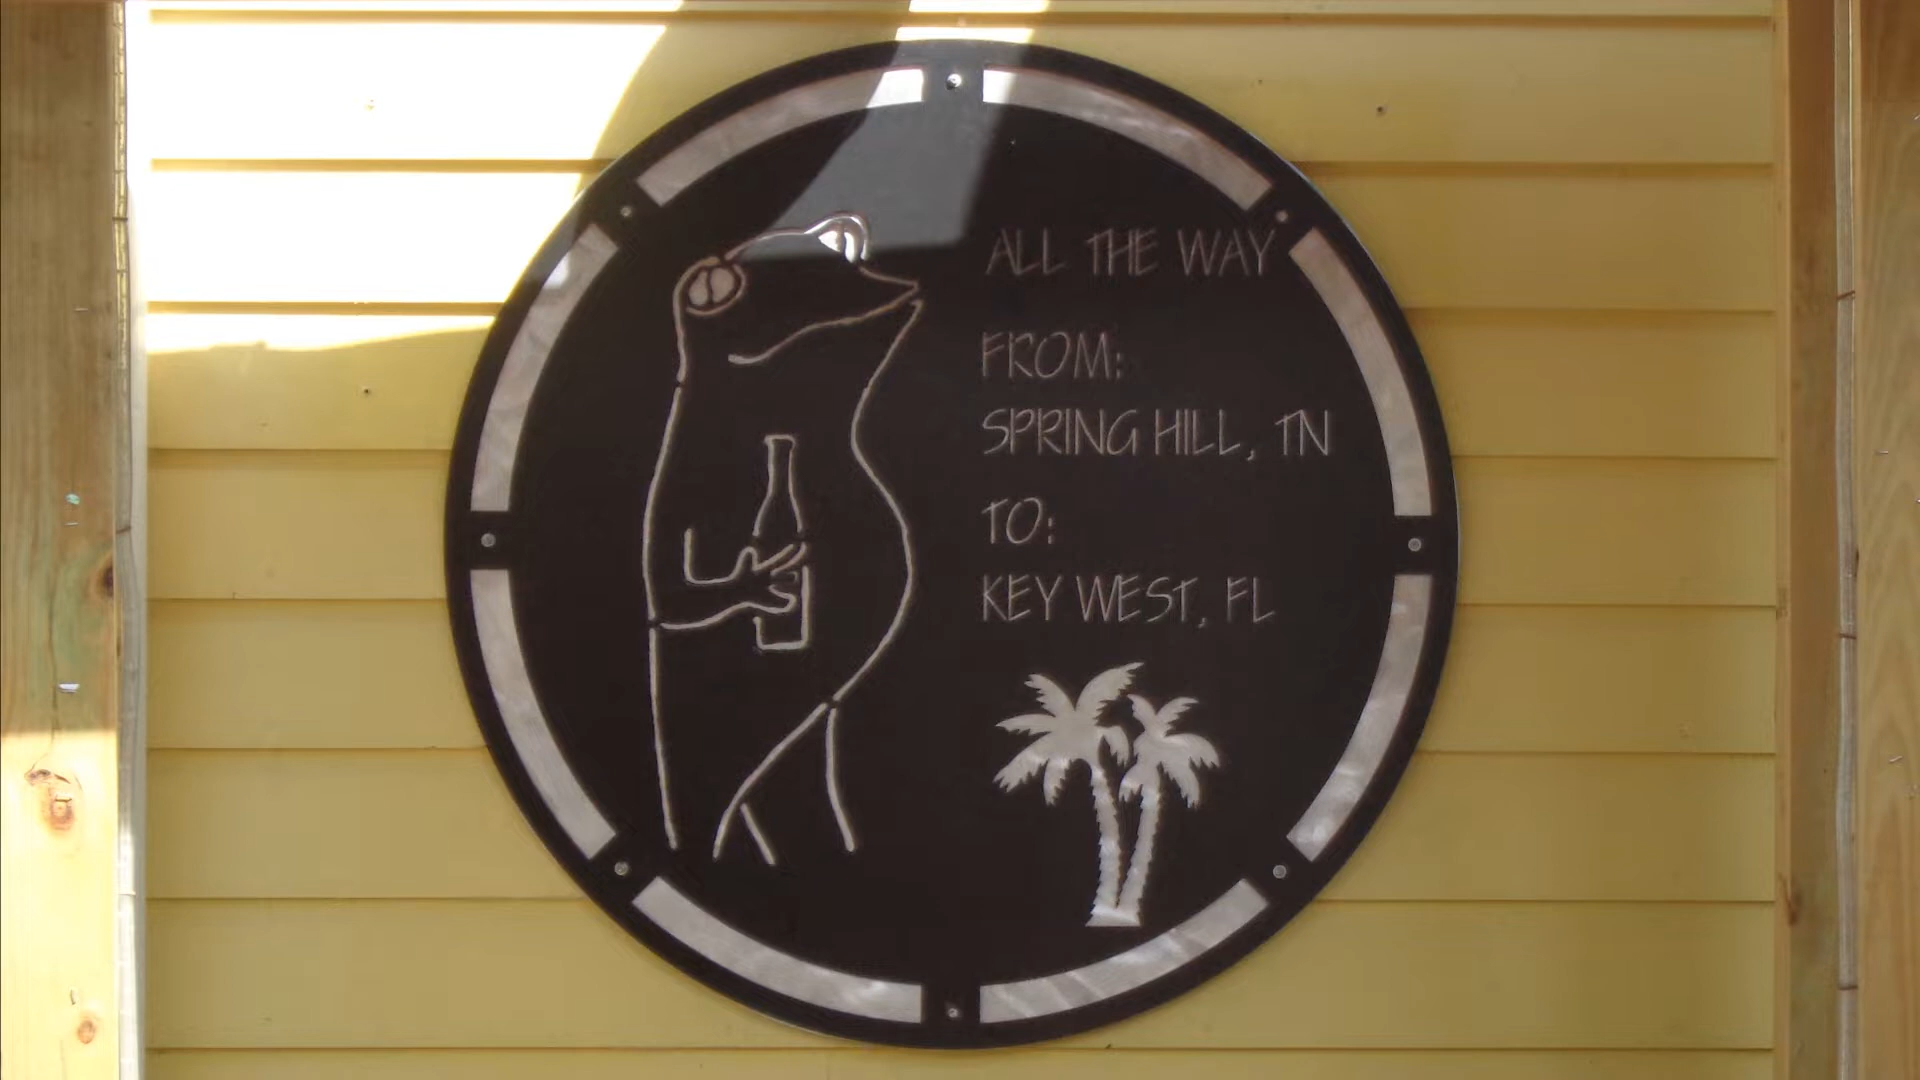 ALL THE WAY
FROM:
SPRING HILL, TN
TO:
KEY WEST, FL